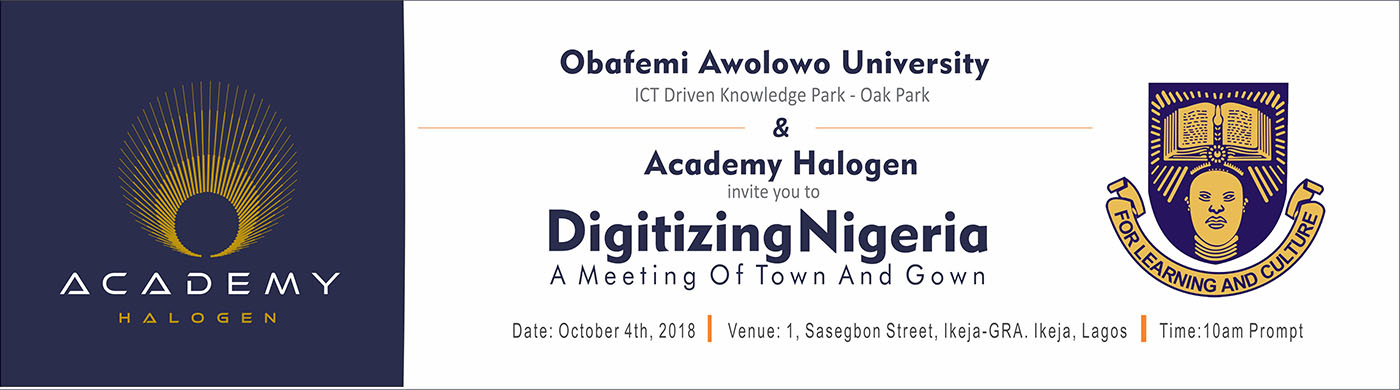 ACADEMY
HALOGEN
Obafemi Awolowo University
ICT Driven Knowledge Park - Oak Park
&
Academy Halogen
invite you to
DigitizingNigeria
A Meeting Of Town And Gown
Date: October 4th, 2018 | Venue: 1, Sasegbon Street, Ikeja-GRA. Ikeja, Lagos | Time:10am Prompt
FOR LEARNING AND CULTURE